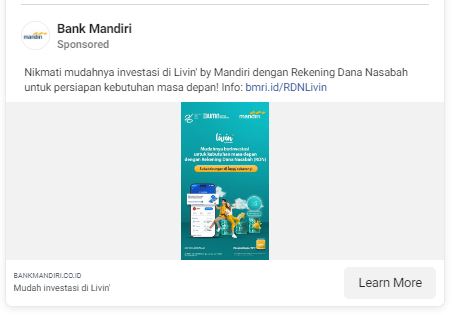 Bank Mandiri
Sponsored
mandiri
Nikmati mudahnya investasi di Livin' by Mandiri dengan Rekening Dana Nasabah
untuk persiapan kebutuhan masa depan! Info: bmri.id/RDNLivin
BUMN
mandiri
livin'
Mudahnya berinvestasi
untuk kebutuhan masa depan
dengan Rekening Dana Nasabah (RDN)
BANKMANDIRI.CO.ID
Mudah investasi di Livin'
Learn More